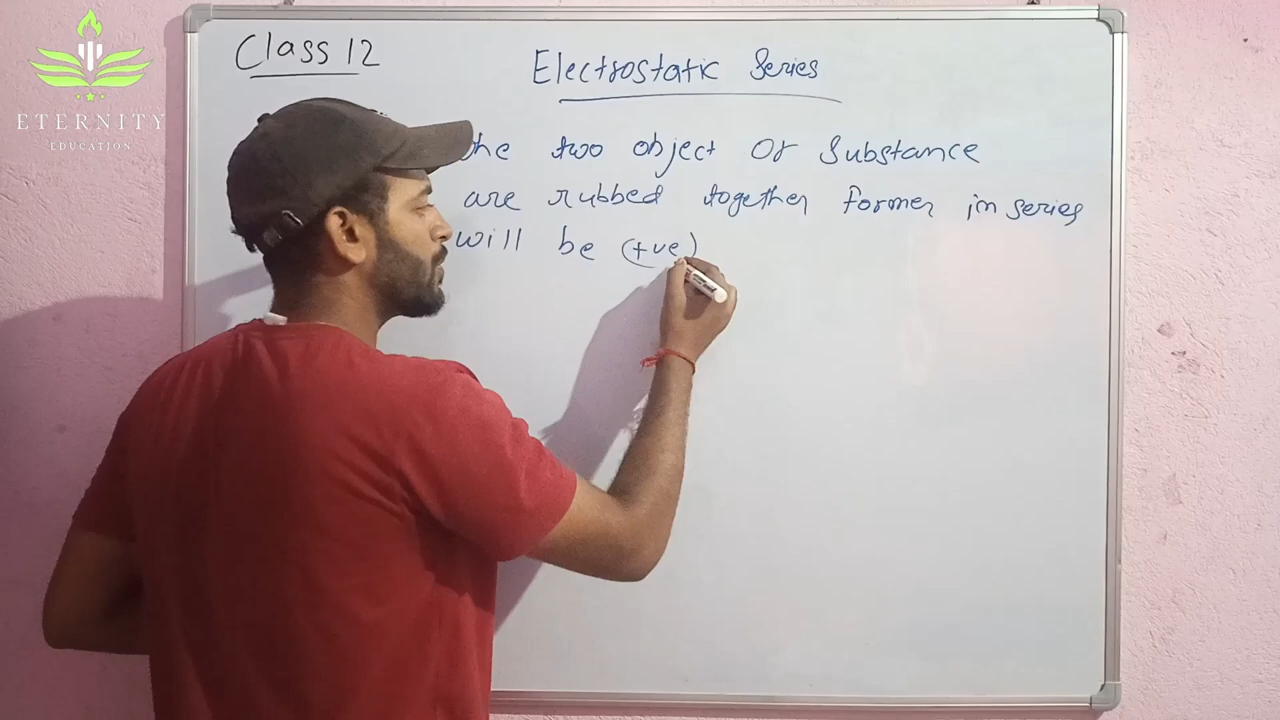 ETERNITY
EDUCATION
Class 12
Electrostatic Series
two object Or Substance
are rubbed together former in series
will be (+ve)